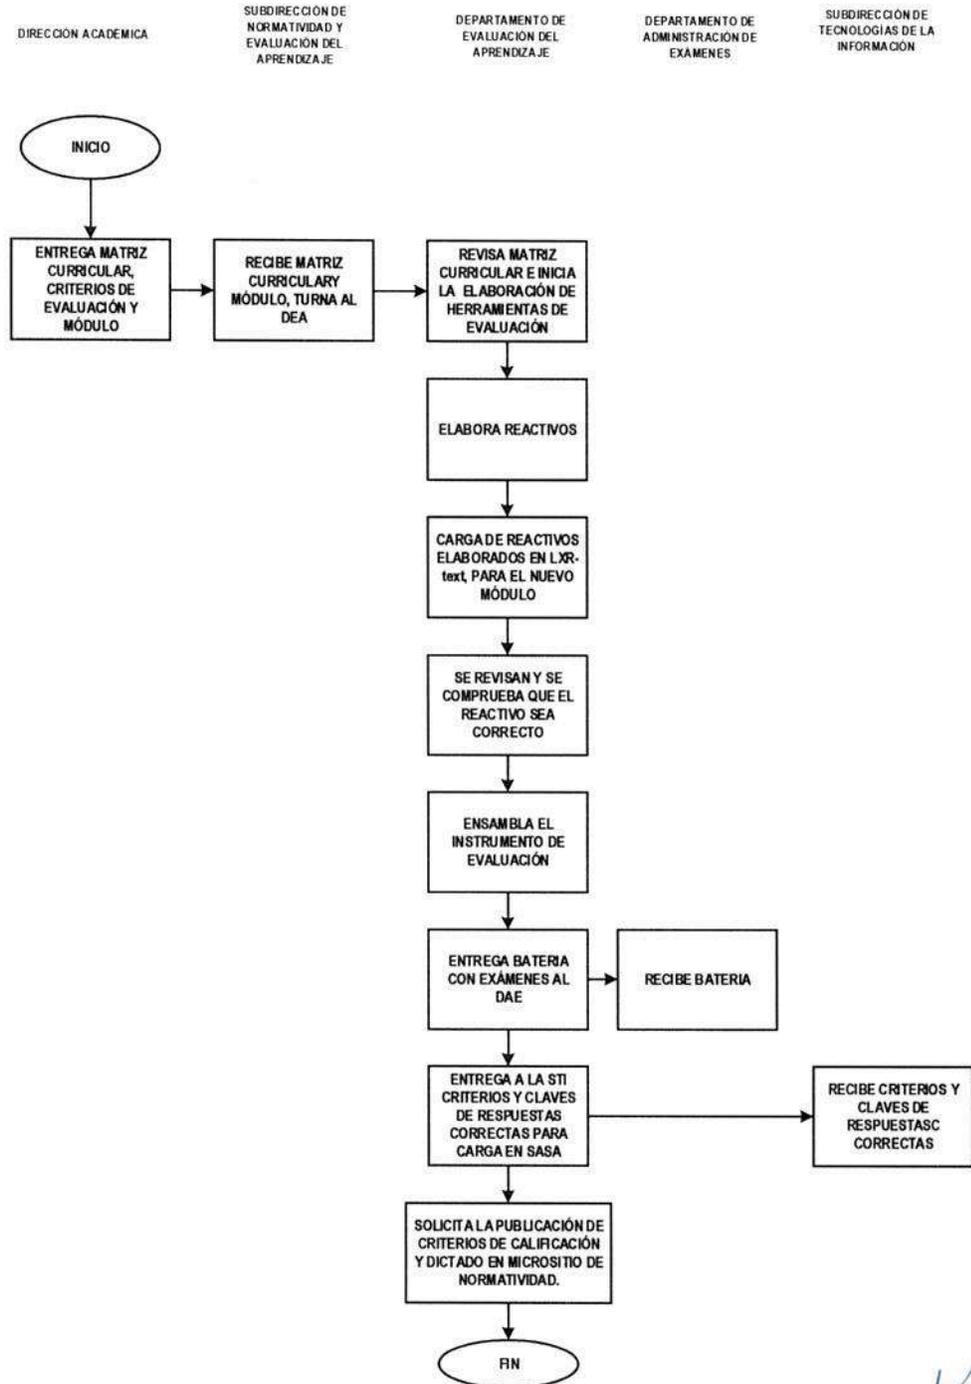 DIRECCIÓN ACADÉMICA
SUBDIRECCIÓN DE
NORMATIVIDAD Y
EVALUACIÓN DEL
APRENDIZAJE
DEPARTAMENTO DE
EVALUACIÓN DEL
APRENDIZAJE
DEPARTAMENTO DE
ADMINISTRACIÓN DE
EXÁMENES
SUBDIRECCIÓN DE
TECNOLOGÍAS DE LA
INFORMACIÓN
INICIO
ENTREGA MATRIZ
CURRICULAR,
CRITERIOS DE
EVALUACIÓN Y
MÓDULO
RECIBE MATRIZ
CURRICULARY
MÓDULO, TURNA AL
DEA
REVISA MATRIZ
CURRICULAR E INICIA
LA ELABORACIÓN DE
HERRAMIENTAS DE
EVALUACIÓN
ELABORA REACTIVOS
CARGA DE REACTIVOS
ELABORADOS EN LXR-
text, PARA EL NUEVO
MÓDULO
SE REVISAN Y SE
COMPRUEBA QUE EL
REACTIVO SEA
CORRECTO
ENSAMBLA EL
INSTRUMENTO DE
EVALUACIÓN
ENTREGA BATERIA
CON EXÁMENES AL
DAE
RECIBE BATERIA
ENTREGA A LA STI
CRITERIOS Y CLAVES
DE RESPUESTAS
CORRECTAS PARA
CARGA EN SASA
RECIBE CRITERIOS Y
CLAVES DE
RESPUESTASC
CORRECTAS
SOLICITA LA PUBLICACIÓN DE
CRITERIOS DE CALIFICACIÓN
Y DICTADO EN MICROSITIO DE
NORMATIVIDAD.
FIN